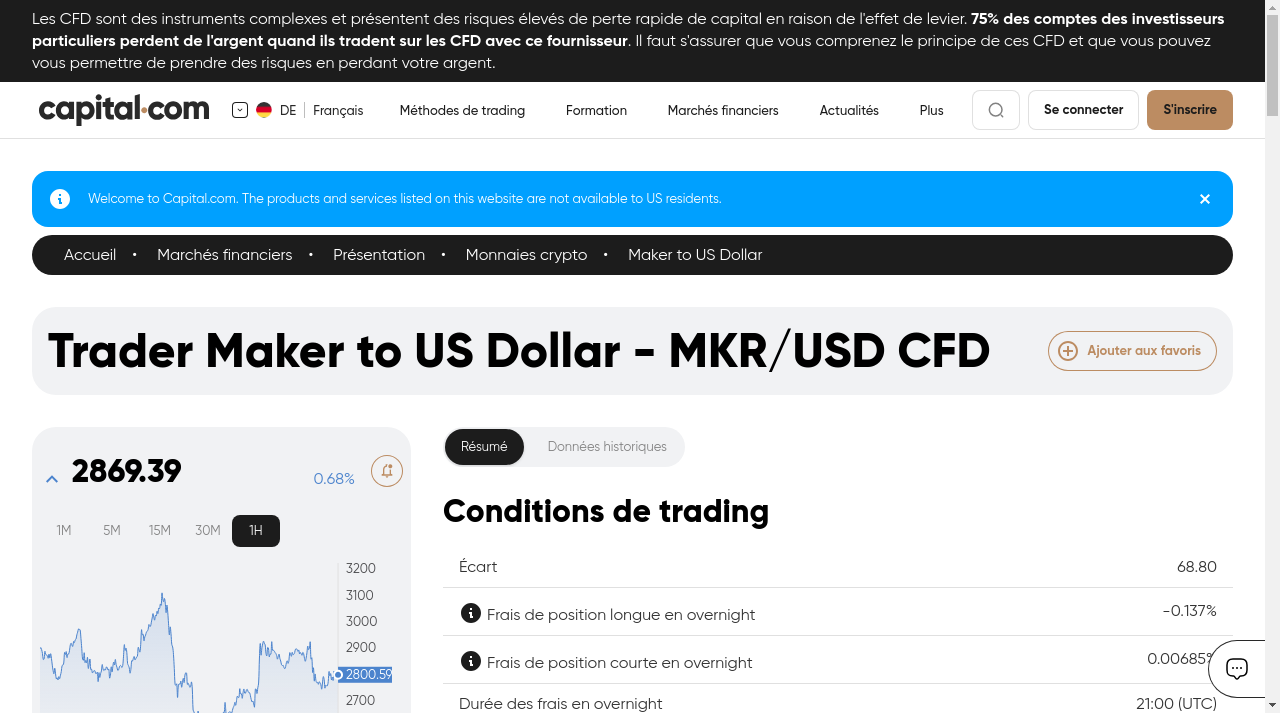 Les CFD sont des instruments complexes et présentent des risques élevés de perte rapide de capital en raison de l'effet de levier. 75% des comptes des investisseurs
particuliers perdent de l'argent quand ils tradent sur les CFD avec ce fournisseur. Il faut s'assurer que vous comprenez le principe de ces CFD et que vous pouvez
vous permettre de prendre des risques en perdant votre argent.
capital.com DE Français Méthodes de trading Formation Marchés financiers Actualités Plus Se connecter S'inscrire
Welcome to Capital.com. The products and services listed on this website are not available to US residents.
Accueil • Marchés financiers • Présentation • Monnaies crypto • Maker to US Dollar
Trader Maker to US Dollar - MKR/USD CFD
Ajouter aux favoris
2869.39 0.68%
1M 5M 15M 30M 1H
3200
3100
3000
2900
2800.59
2700
Résumé Données historiques
Conditions de trading
Écart 68.80
Frais de position longue en overnight -0.137%
Frais de position courte en overnight 0.00685%
Durée des frais en overnight 21:00 (UTC)